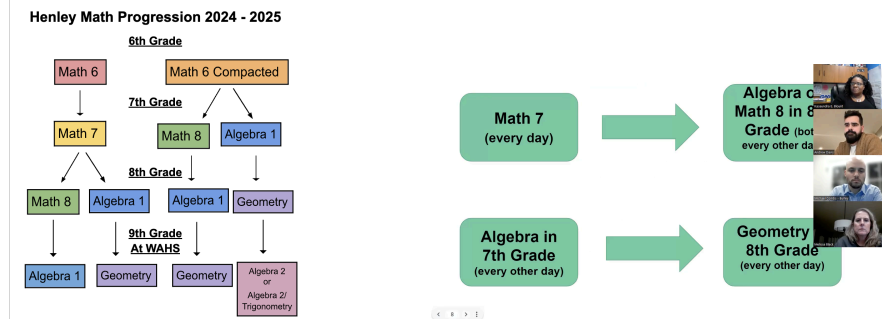 Henley Math Progression 2024 - 2025
6th Grade
Math 6
Math 6 Compacted
7th Grade
Math 7
Math 8
Algebra 1
8th Grade
Math 8
Algebra 1
Algebra 1
Geometry
9th Grade
At WAHS
Algebra 1
Geometry
Geometry
Algebra 2
or
Algebra 2/
Trigonometry
Math 7
(every day)
Algebra
Math 8 in
Grade
every other
Algebra in
7th Grade
(every other day)
Geometry
8th Grade
(every other day)
8